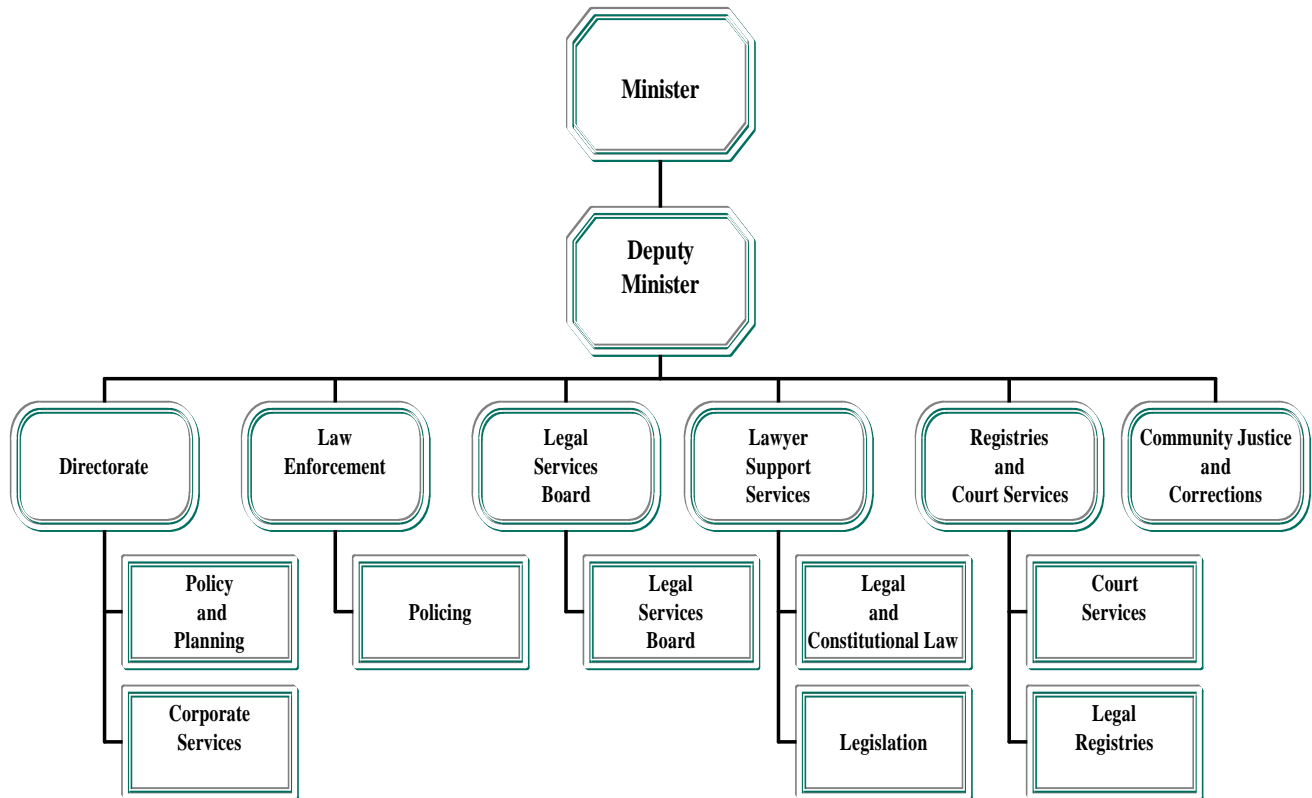 Minister
Deputy
Minister
Directorate
Law
Enforcement
Legal
Services
Board
Lawyer
Support
Services
Registries
and
Court Services
Community Justice
and
Corrections
Policy
and
Planning
Policing
Legal
Services
Board
Legal
and
Constitutional Law
Court
Services
Corporate
Services
Legislation
Legal
Registries